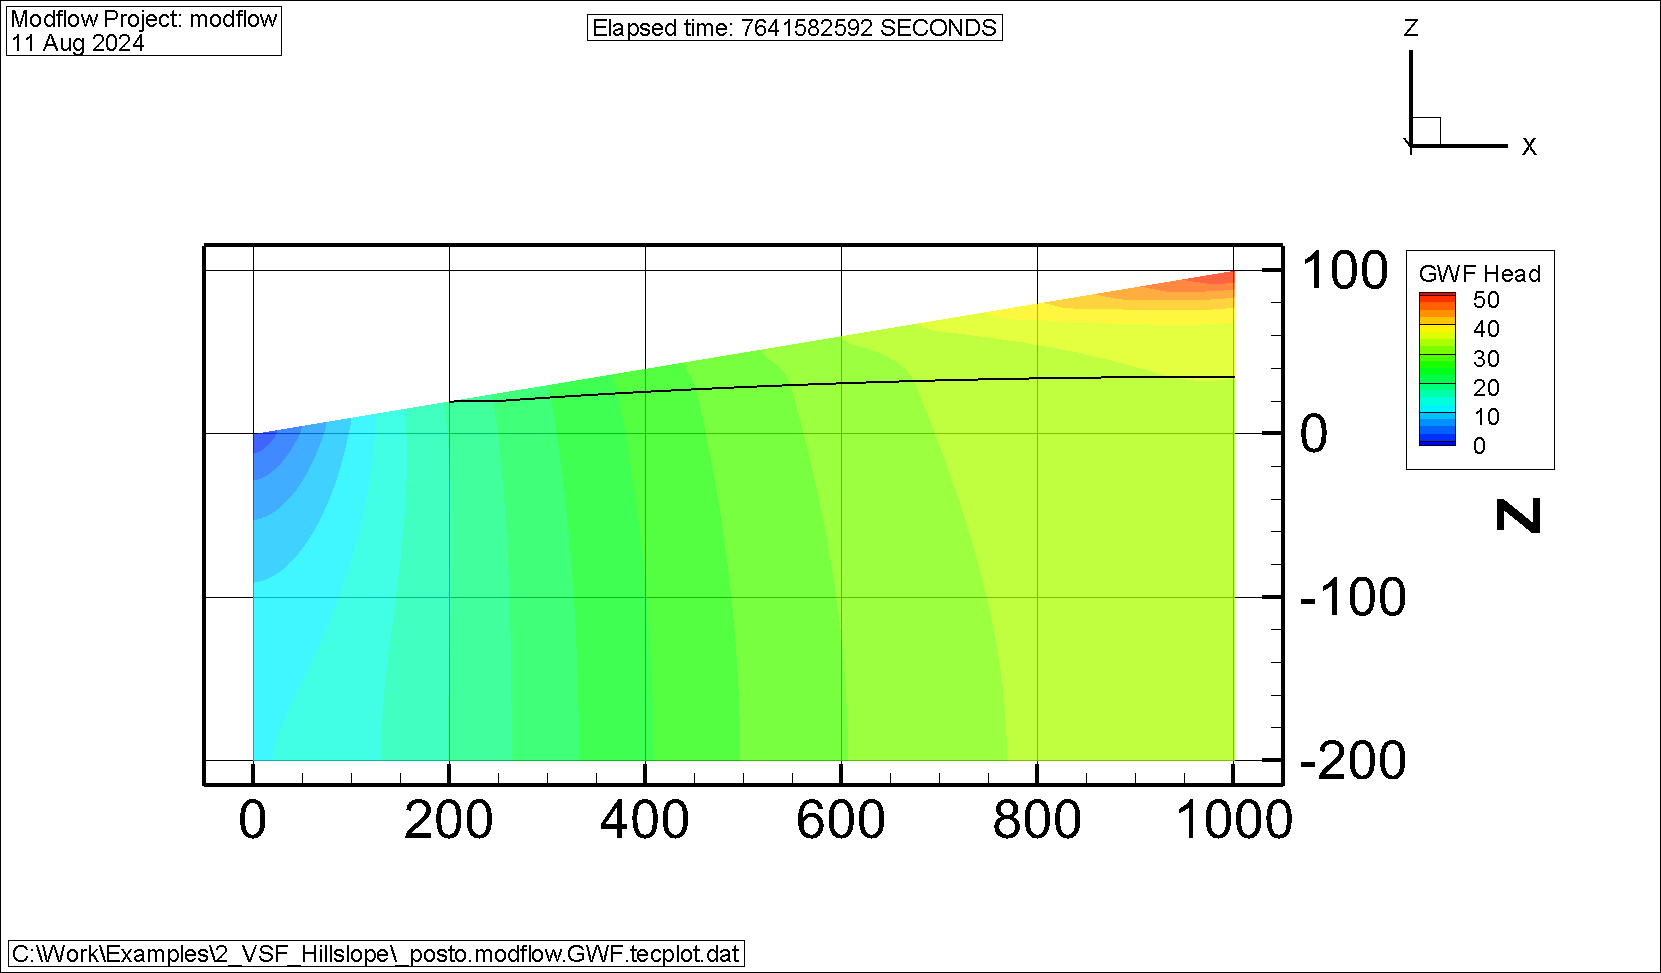 Modflow Project: modflow
11 Aug 2024
Elapsed time: 7641582592 SECONDS
Z
X
Y
100
0
-100
-200
GWF Head
50
40
30
20
10
0
Z
0
200
400
600
800
1000
C:\Work\Examples\2_VSF_Hillslope\_posto.modflow.GWF.tecplot.dat